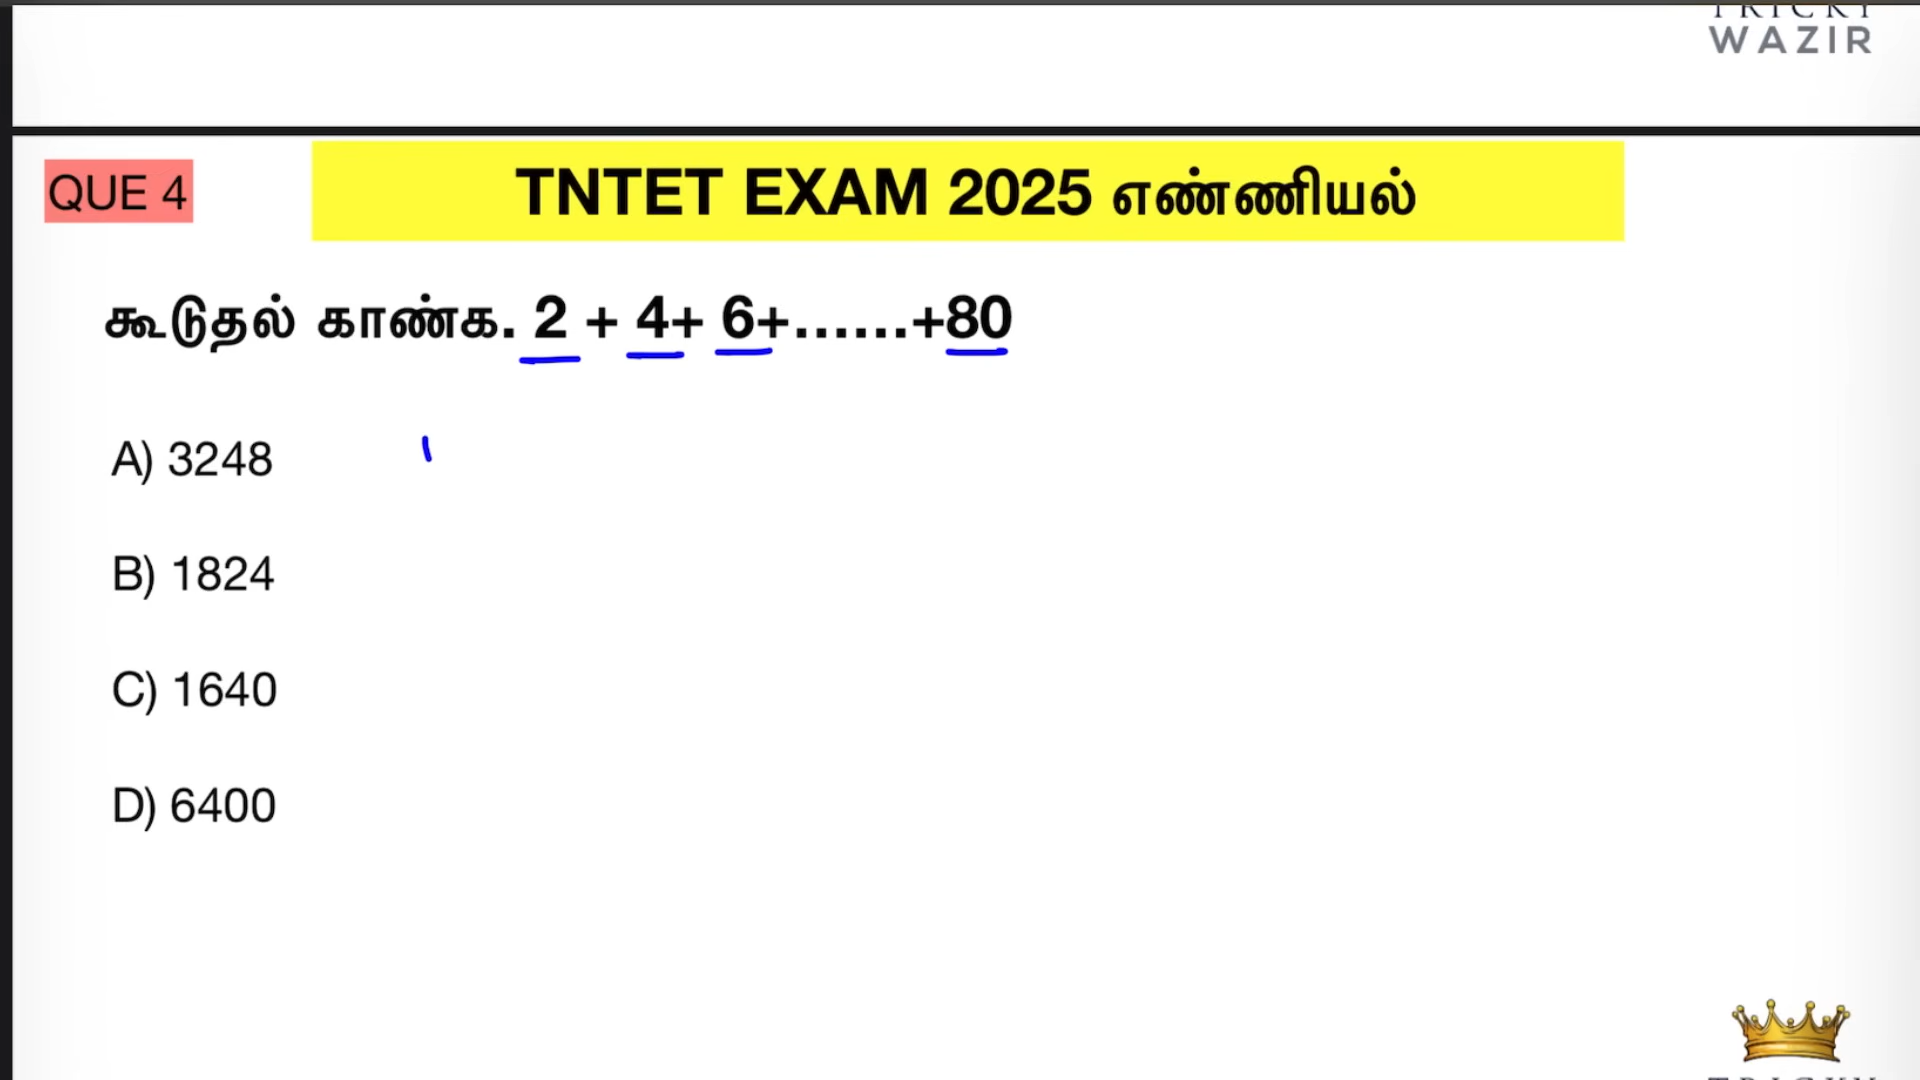 WAZIR
QUE 4
TNTET EXAM 2025 எண்ணியல்
கூடுதல் காண்க. 2 + 4+ 6+......+80
A) 3248
B) 1824
C) 1640
D) 6400